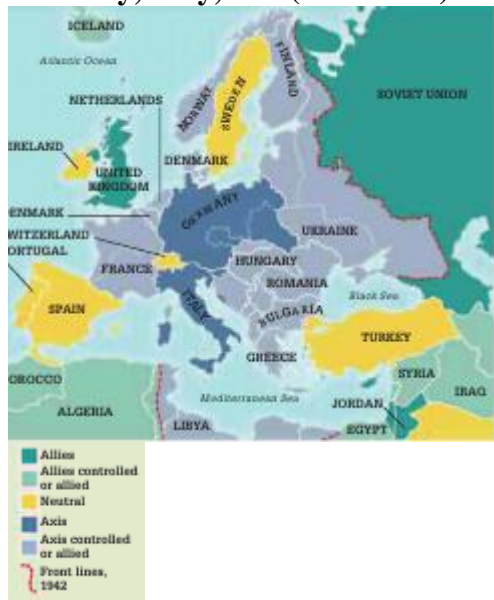 ICELAND
Atlantic Ocean
NETHERLANDS
NORWAY
SWEDEN
FINLAND
SOVIET UNION
IRELAND
UNITED
KINGDOM
DENMARK
ENMARK
WITZERLAND
ORTUGAL
GERMANY
UKRAINE
FRANCE
HUNGARY
ROMANIA
Black Sea
ITALY
BULGARIA
SPAIN
TURKEY
GREECE
SYRIA
OROCCO
Mediterranean Sea
JORDAN
IRAQ
ALGERIA
LIBYA
EGYPT
Allies
Allies controlled
or allied
Neutral
Axis
Axis controlled
or allied
Front lines,
1942